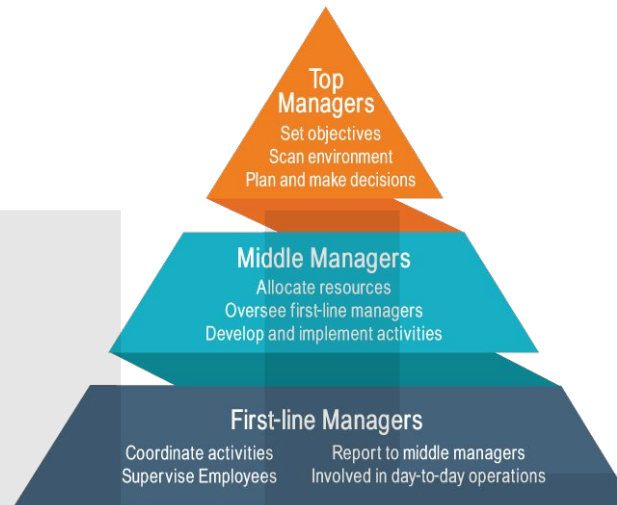 Top
Managers
Set objectives
Scan environment
Plan and make decisions
Middle Managers
Allocate resources
Oversee first-line managers
Develop and implement activities
First-line Managers
Coordinate activities
Supervise Employees
Report to middle managers
Involved in day-to-day operations